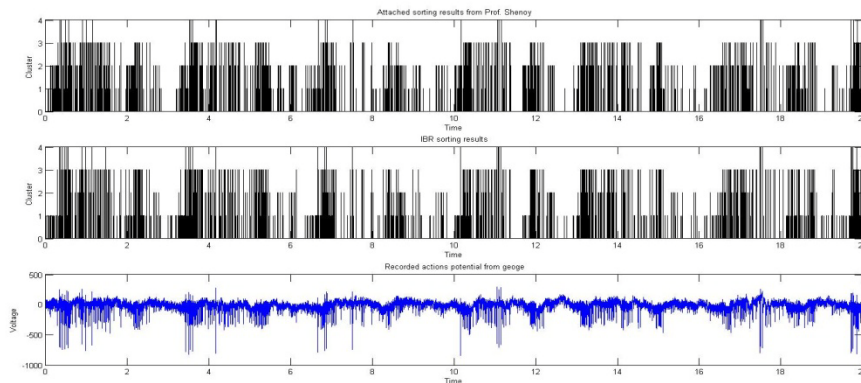 Attached sorting results from Prof. Shenoy
4
3
2
1
0
Cluster
0 2 4 6 8 10 12 14 16 18 2
Time
IBR sorting results
4
3
2
1
0
Cluster
0 2 4 6 8 10 12 14 16 18 2
Time
Recorded actions potential from geoge
500
0
-500
-1000
Voltage
0 2 4 6 8 10 12 14 16 18 2
Time